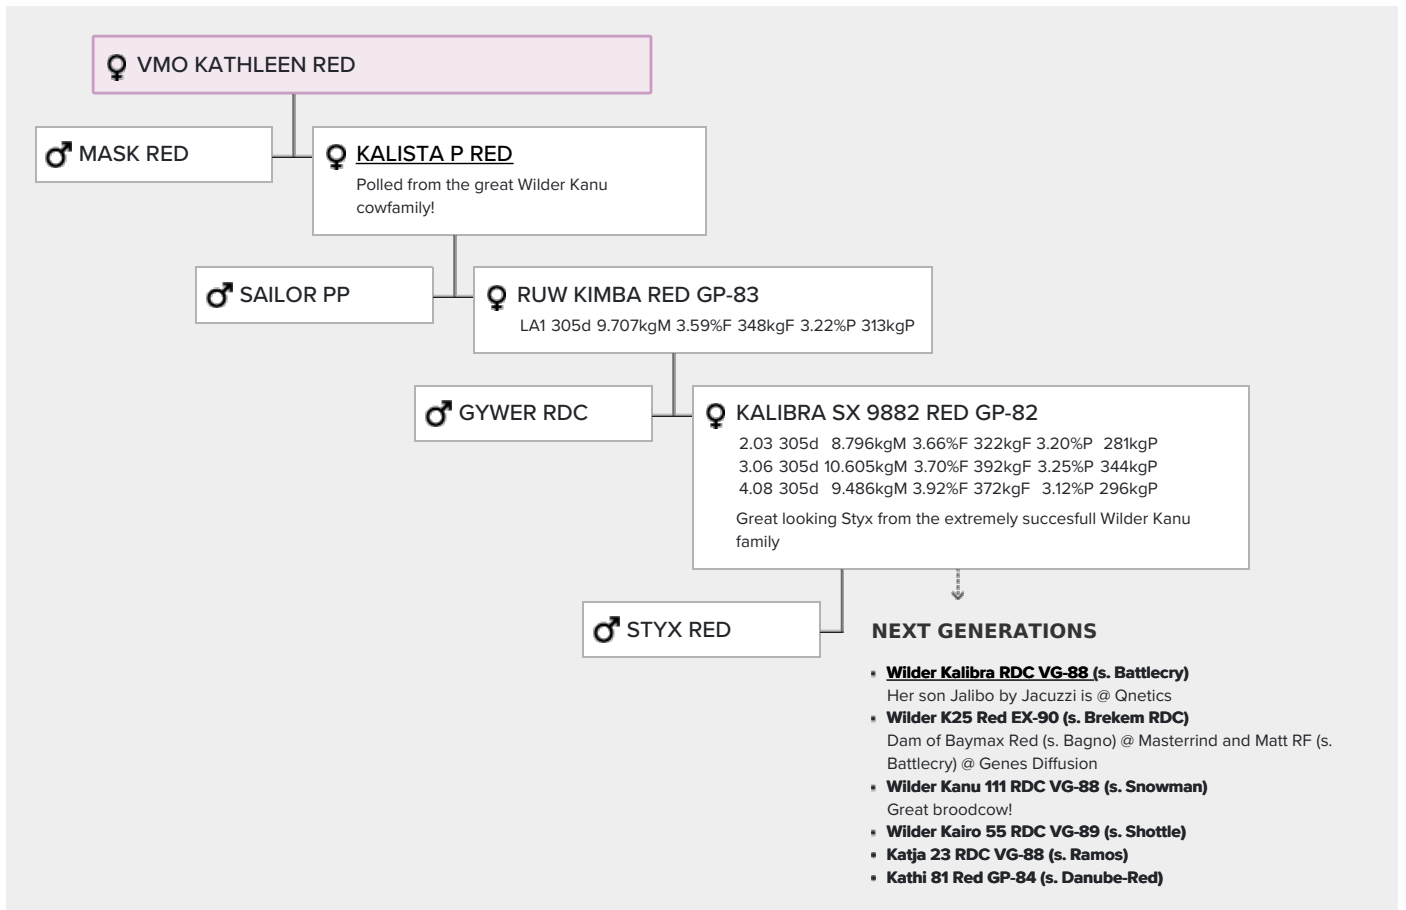 VMO KATHLEEN RED
MASK RED
KALISTA P RED
Polled from the great Wilder Kanu
cowfamily!
SAILOR PP
RUW KIMBA RED GP-83
LA1 305d 9.707kgM 3.59%F 348kgF 3.22%P 313kgP
GYWER RDC
KALIBRA SX 9882 RED GP-82
2.03 305d 8.796kgM 3.66%F 322kgF 3.20%P 281kgP
3.06 305d 10.605kgM 3.70%F 392kgF 3.25%P 344kgP
4.08 305d 9.486kgM 3.92%F 372kgF 3.12%P 296kgP
Great looking Styx from the extremely succesfull Wilder Kanu
family
STYX RED
NEXT GENERATIONS
Wilder Kalibra RDC VG-88 (s. Battlecry)
Her son Jalibo by Jacuzzi is @ Qnetics
Wilder K25 Red EX-90 (s. Brekem RDC)
Dam of Baymax Red (s. Bagno) @ Masterrind and Matt RF (s.
Battlecry) @ Genes Diffusion
Wilder Kanu 111 RDC VG-88 (s. Snowman)
Great broodcow!
Wilder Kairo 55 RDC VG-89 (s. Shottle)
Katja 23 RDC VG-88 (s. Ramos)
Kathi 81 Red GP-84 (s. Danube-Red)